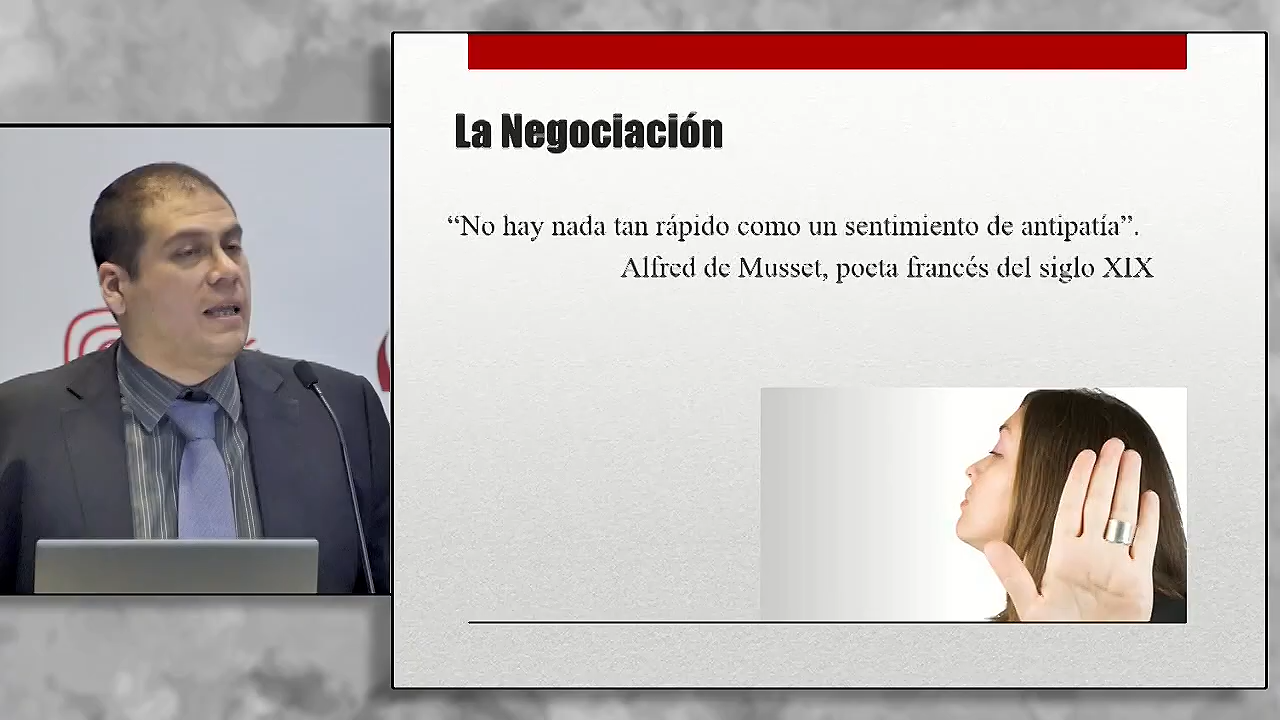 La Negociación
“No hay nada tan rápido como un sentimiento de antipatía”.
Alfred de Musset, poeta francés del siglo XIX